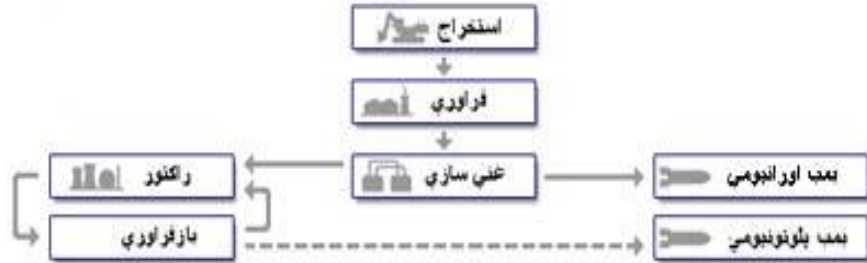 استخراج
فراوري
غني سازي
راکتور
بمب اورانيومي
بازفراوري
بمب پلوتونيومي